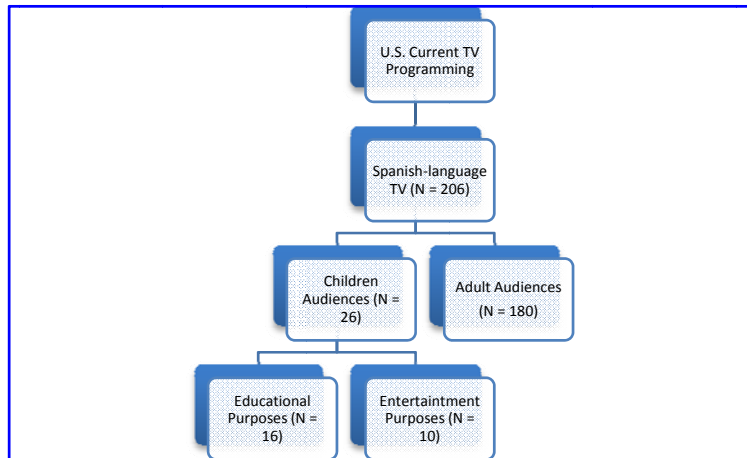 U.S. Current TV
Programming
Spanish-language
TV (N = 206)
Children
Audiences (N =
26)
Adult Audiences
(N = 180)
Educational
Purposes (N =
16)
Entertaintment
Purposes (N =
10)